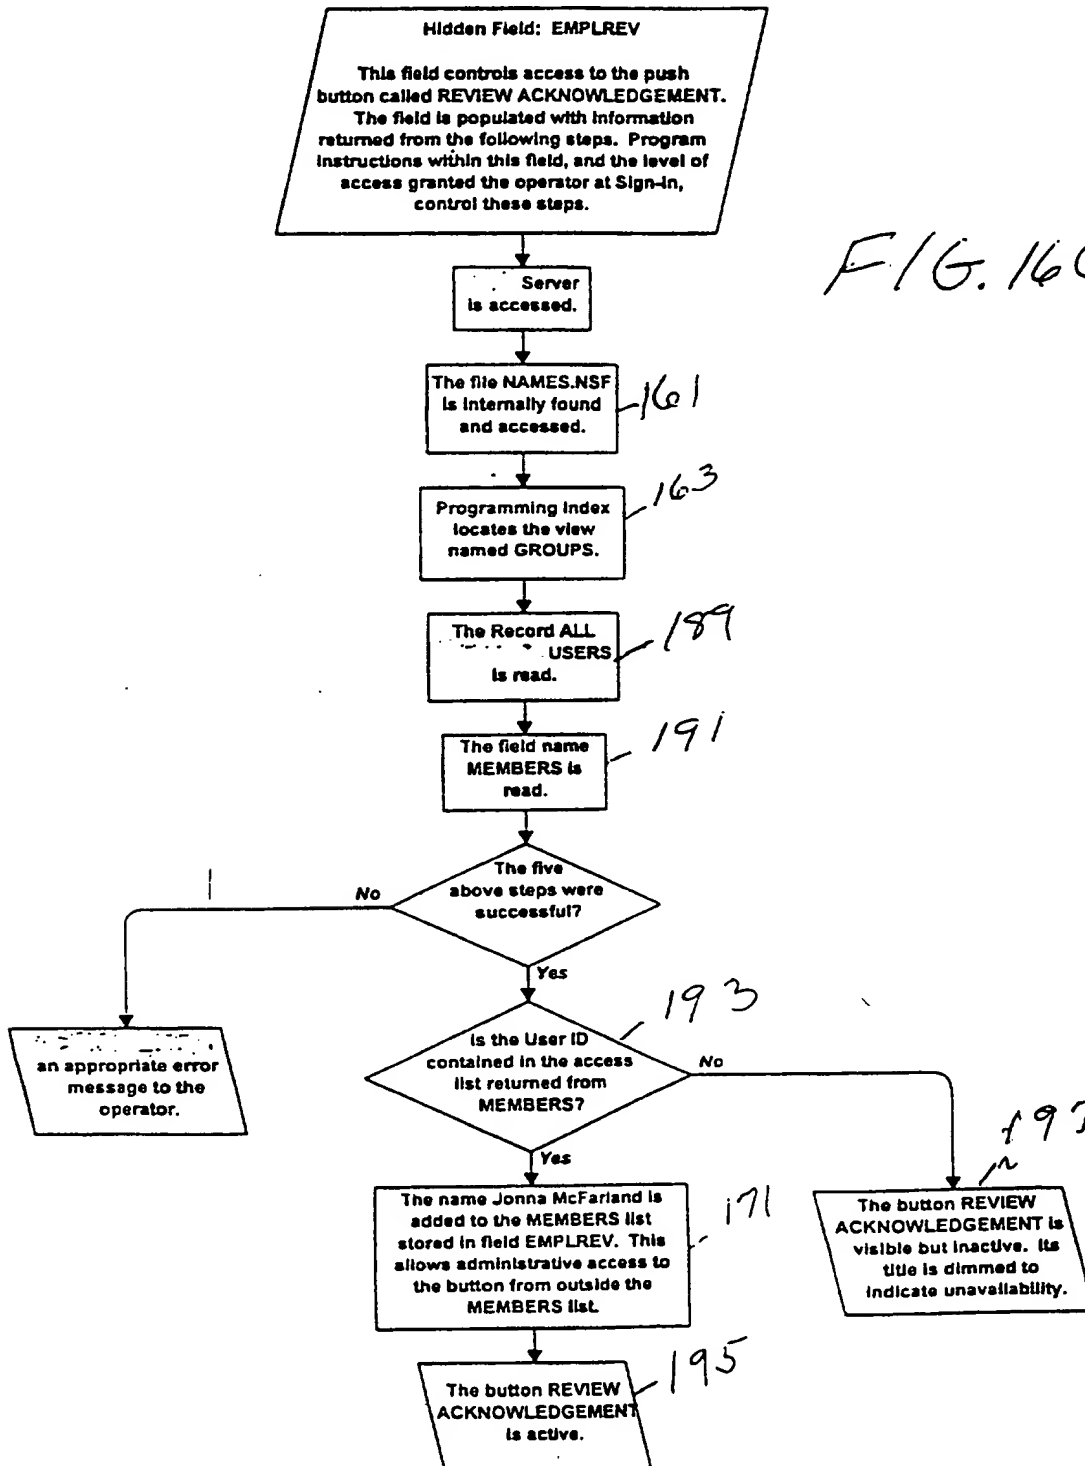 Hidden Field: EMPLREV
This field controls access to the push
button called REVIEW ACKNOWLEDGEMENT.
The field is populated with information
returned from the following steps. Program
instructions within this field, and the level of
access granted the operator at Sign-in,
control these steps.
FIG. 16
Server
is accessed.
The file NAMES.NSF
is internally found
and accessed.
161
Programming Index
locates the view
named GROUPS.
163
The Record ALL
USERS
is read.
189
The field name
MEMBERS is
read.
191
The five
above steps were
successful?
No
Yes
an appropriate error
message to the
operator.
Is the User ID
contained in the access
list returned from
MEMBERS?
193
No
Yes
The name Jonna McFarland is
added to the MEMBERS list
stored in field EMPLREV. This
allows administrative access to
the button from outside the
MEMBERS list.
171
The button REVIEW
ACKNOWLEDGEMENT is
visible but inactive. Its
title is dimmed to
indicate unavailability.
The button REVIEW
ACKNOWLEDGEMENT
is active.
195